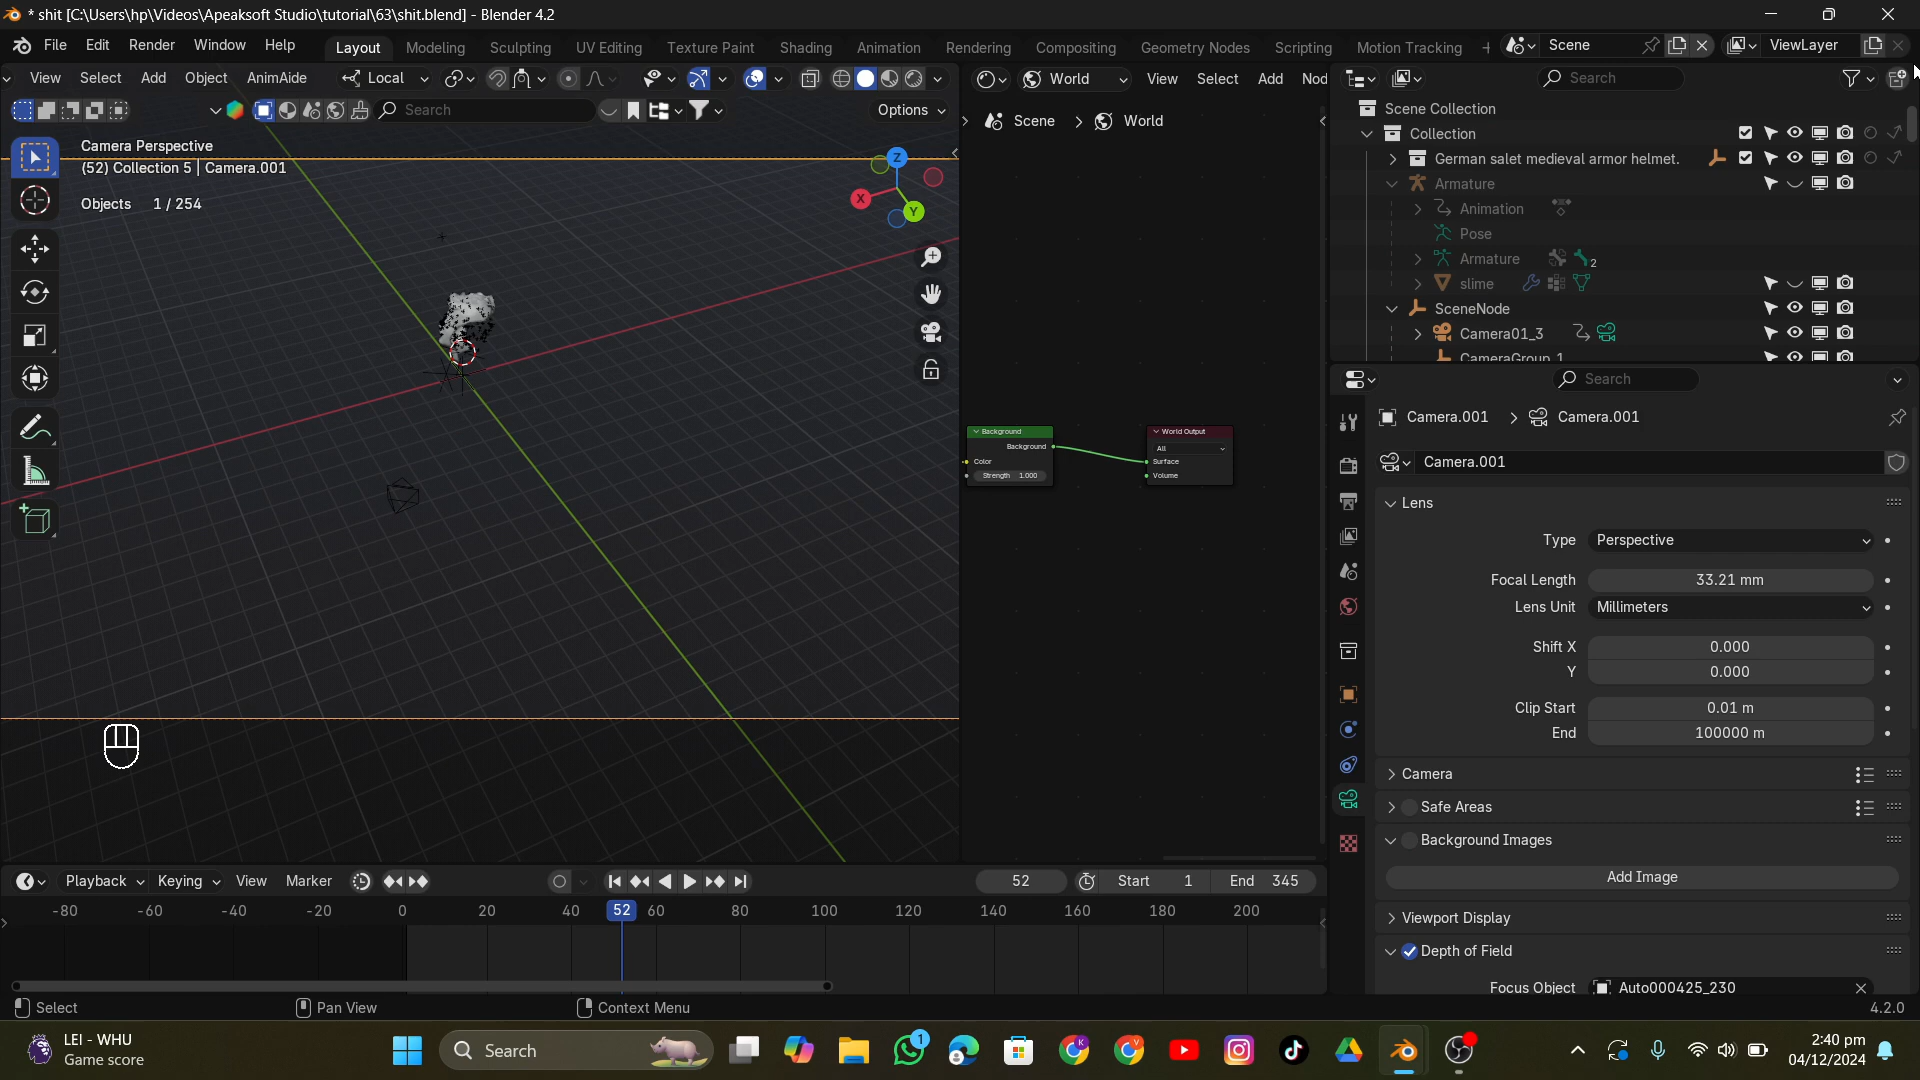 * shit [C:\Users\hp\Videos\Apeaksoft Studio\tutorial\63\shit.blend] - Blender 4.2
File Edit Render Window Help Layout Modeling Sculpting UV Editing Texture Paint Shading Animation Rendering Compositing Geometry Nodes Scripting Motion Tracking + Scene ViewLayer
View Select Add Object AnimAide Local World View Select Add Nod Search
Search Options
Scene > World
Camera Perspective
(52) Collection 5 | Camera.001
Objects 1 / 254
Z
X
Y
Background
Background
Color
Strength 1.000
World Output
All
Surface
Volume
Scene Collection
Collection
German salet medieval armor helmet.
Armature
Animation
Pose
Armature 2
slime
SceneNode
Camera01_3
CameraGroup_1
Search
Camera.001 > Camera.001
Camera.001
Lens
Type Perspective
Focal Length 33.21 mm
Lens Unit Millimeters
Shift X 0.000
Y 0.000
Clip Start 0.01 m
End 100000 m
Camera
Safe Areas
Background Images
Add Image
Viewport Display
Depth of Field
Focus Object Auto000425_230
Playback Keying View Marker 52 Start 1 End 345
-80 -60 -40 -20 0 20 40 52 60 80 100 120 140 160 180 200
Select Pan View Context Menu 4.2.0
LEI - WHU
Game score
Search
1
K
V
2:40 pm
04/12/2024